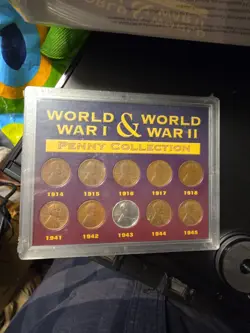 WORLD WAR I & WORLD WAR II
PENNY COLLECTION
1914 1915 1916 1917 1918
1941 1942 1943 1944 1945